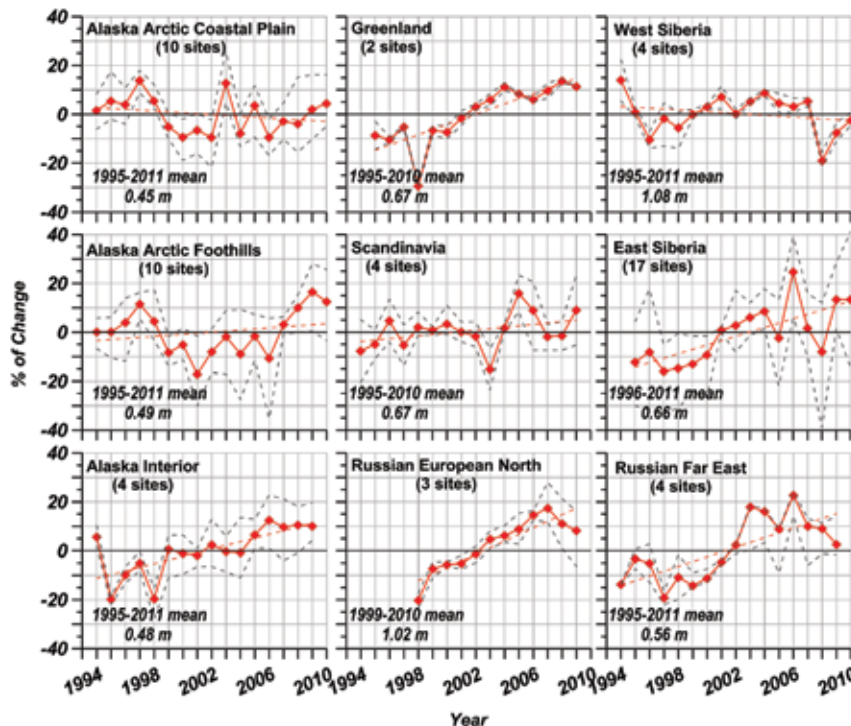 % of Change
40
20
0
-20
-40
Alaska Arctic Coastal Plain
(10 sites)
1995-2011 mean
0.45 m
Greenland
(2 sites)
1995-2010 mean
0.67 m
West Siberia
(4 sites)
1995-2011 mean
1.08 m
40
20
0
-20
-40
Alaska Arctic Foothills
(10 sites)
1995-2011 mean
0.49 m
Scandinavia
(4 sites)
1995-2010 mean
0.67 m
East Siberia
(17 sites)
1996-2011 mean
0.66 m
20
0
-20
-40
Alaska Interior
(4 sites)
1995-2011 mean
0.48 m
Russian European North
(3 sites)
1999-2010 mean
1.02 m
Russian Far East
(4 sites)
1995-2011 mean
0.56 m
1994 1998 2002 2006 2010
1994 1998 2002 2006 2010
1994 1998 2002 2006 2010
Year